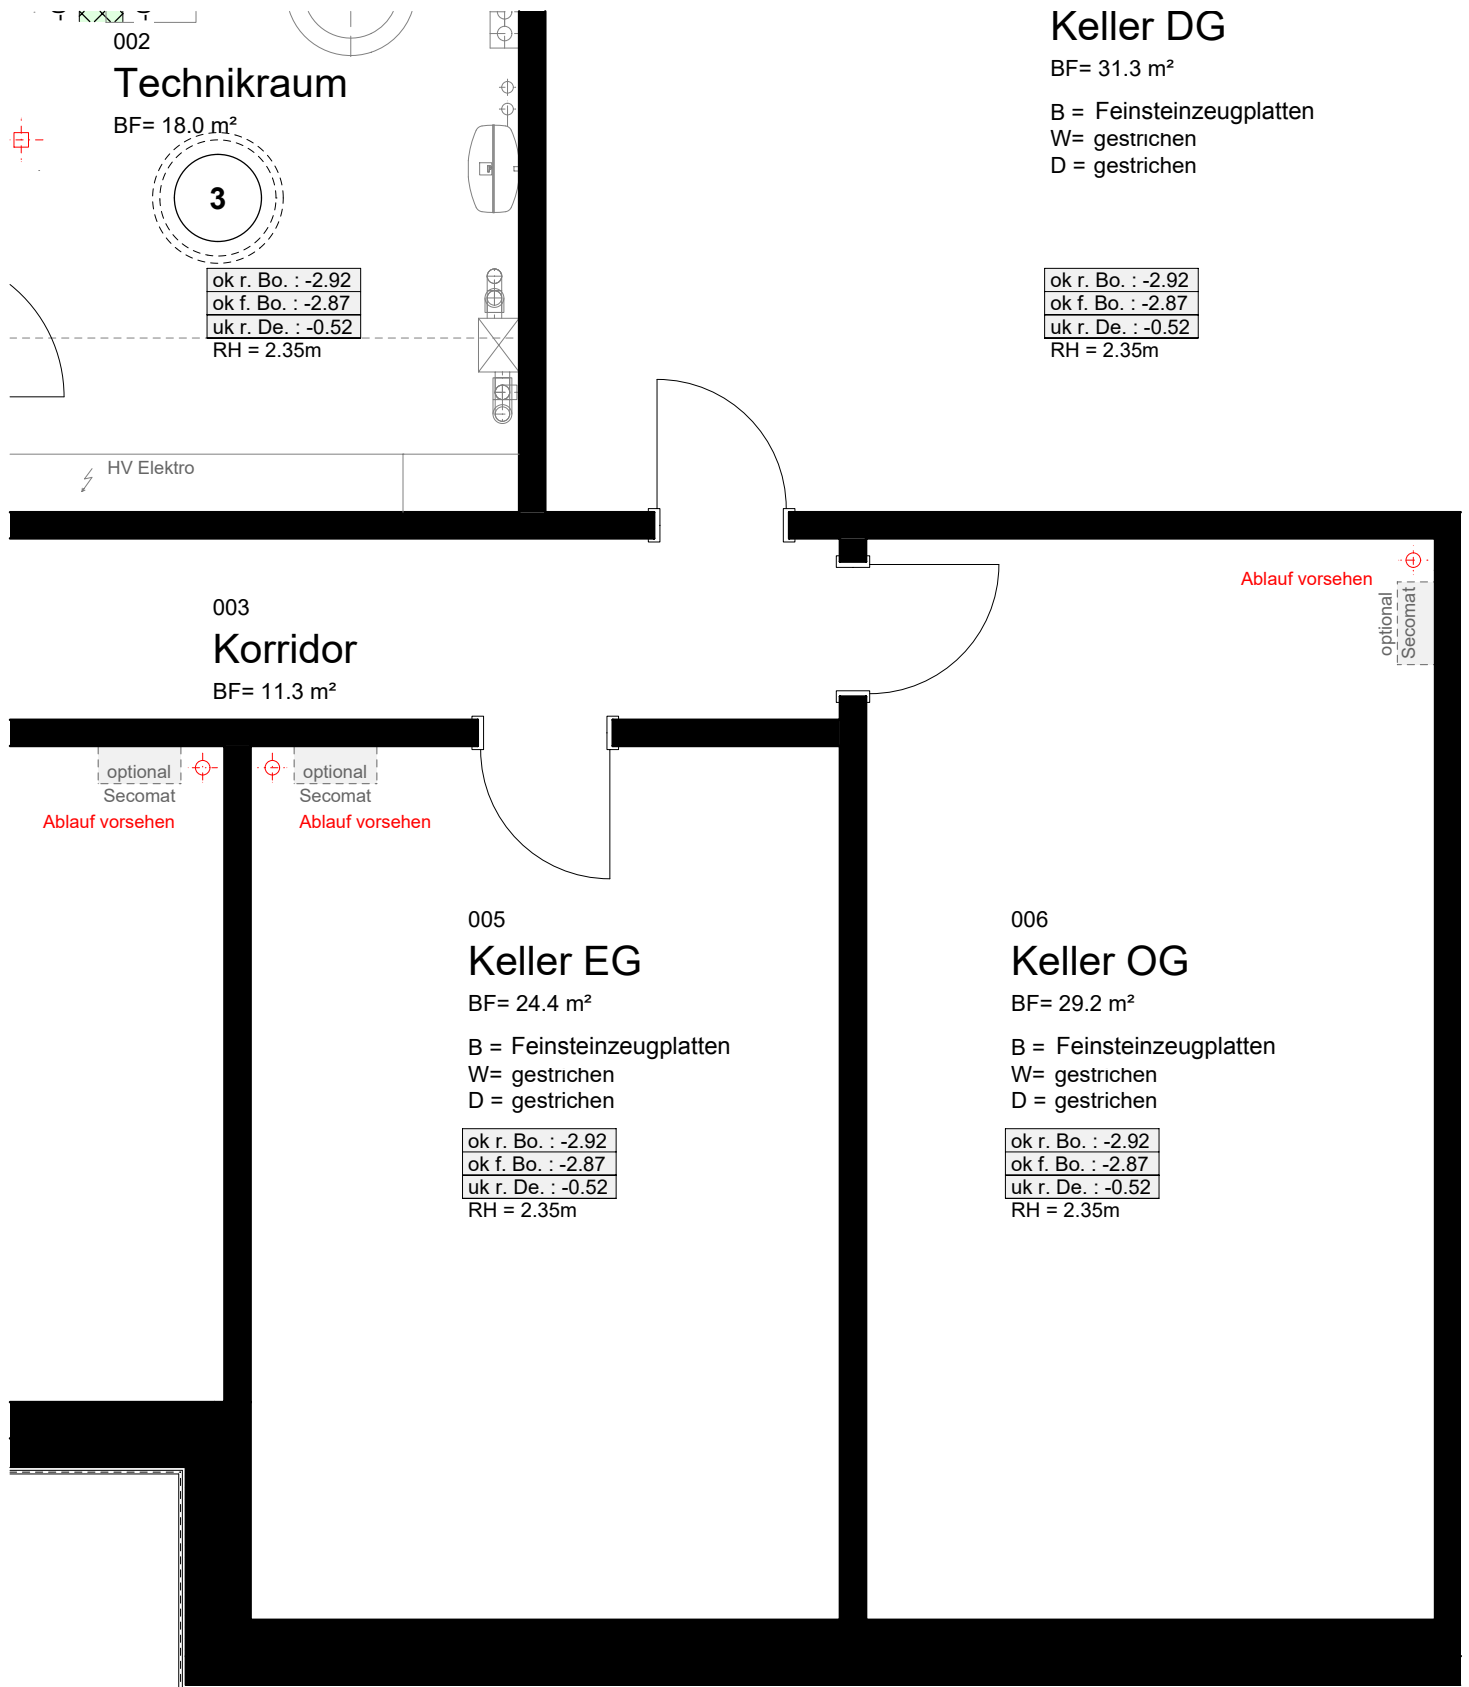 002
Technikraum
BF= 18.0 m²
3
ok r. Bo. : -2.92
ok f. Bo. : -2.87
uk r. De. : -0.52
RH = 2.35m
HV Elektro
Keller DG
BF= 31.3 m²
B = Feinsteinzeugplatten
W= gestrichen
D = gestrichen
ok r. Bo. : -2.92
ok f. Bo. : -2.87
uk r. De. : -0.52
RH = 2.35m
003
Korridor
BF= 11.3 m²
Ablauf vorsehen
optional
Secomat
optional
Secomat
Ablauf vorsehen
optional
Secomat
Ablauf vorsehen
005
Keller EG
BF= 24.4 m²
B = Feinsteinzeugplatten
W= gestrichen
D = gestrichen
ok r. Bo. : -2.92
ok f. Bo. : -2.87
uk r. De. : -0.52
RH = 2.35m
006
Keller OG
BF= 29.2 m²
B = Feinsteinzeugplatten
W= gestrichen
D = gestrichen
ok r. Bo. : -2.92
ok f. Bo. : -2.87
uk r. De. : -0.52
RH = 2.35m